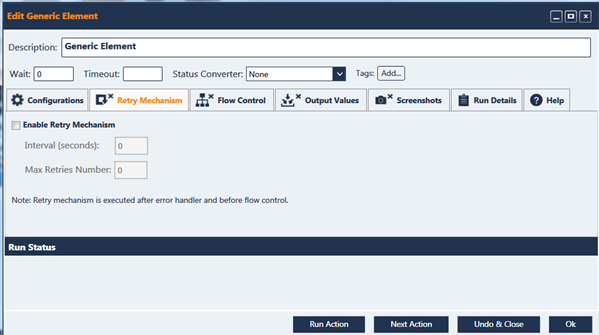 Edit Generic Element
Description: Generic Element
Wait: 0 Timeout: Status Converter: None Tags: Add...
Configurations Retry Mechanism Flow Control Output Values Screenshots Run Details Help
Enable Retry Mechanism
Interval (seconds): 0
Max Retries Number: 0
Note: Retry mechanism is executed after error handler and before flow control.
Run Status
Run Action Next Action Undo & Close Ok